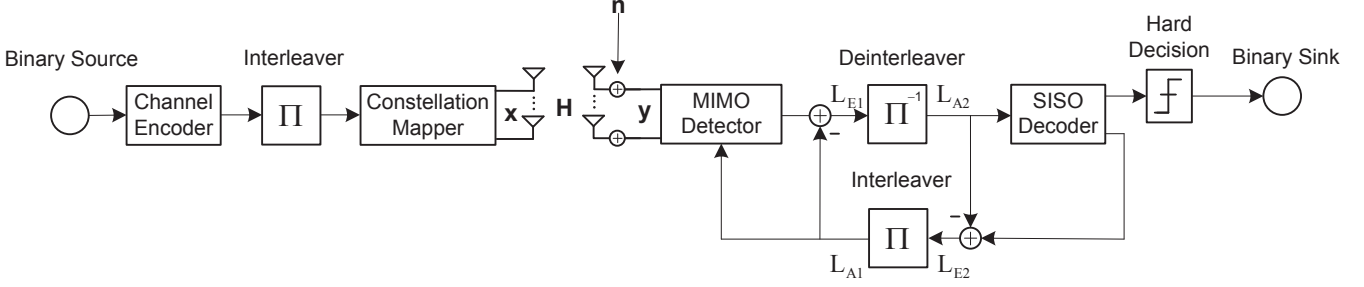 n
Binary Source
Interleaver
Deinterleaver
Hard
Decision
Binary Sink
Channel
Encoder
Π
Constellation
Mapper
x
H
y
MIMO
Detector
+
+
+
−
L_E1
Π^-1
L_A2
SISO
Decoder
Interleaver
Π
−
+
L_A1
L_E2